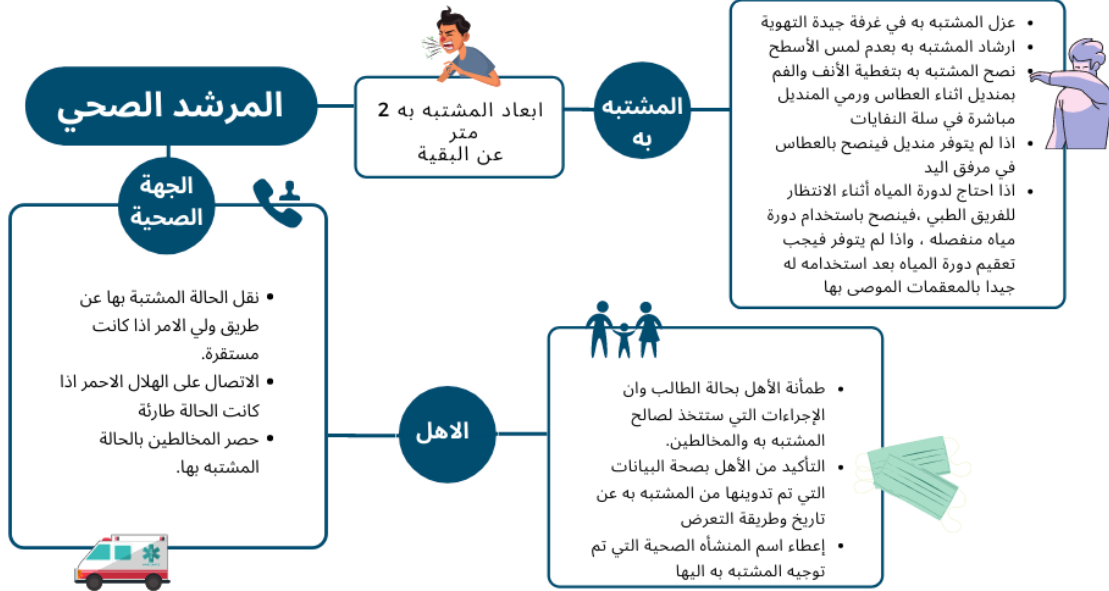 المرشد الصحي
ابعاد المشتبه به 2
متر
عن البقية
المشتبه
به
• عزل المشتبه به في غرفة جيدة التهوية
• ارشاد المشتبه به بعدم لمس الأسطح
• نصح المشتبه به بتغطية الأنف والفم
بمنديل اثناء العطاس ورمي المنديل
مباشرة في سلة النفايات
• اذا لم يتوفر منديل فينصح بالعطاس
في مرفق اليد
• اذا احتاج لدورة المياه أثناء الانتظار
للفريق الطبي ،فينصح باستخدام دورة
مياه منفصله ، واذا لم يتوفر فيجب
تعقيم دورة المياه بعد استخدامه له
جيدا بالمعقمات الموصى بها
الجهة
الصحية
• نقل الحالة المشتبة بها عن
طريق ولي الامر اذا كانت
مستقرة.
• الاتصال على الهلال الاحمر اذا
كانت الحالة طارئة
• حصر المخالطين بالحالة
المشتبه بها.
الاهل
• طمأنة الأهل بحالة الطالب وان
الإجراءات التي ستتخذ لصالح
المشتبه به والمخالطين.
• التأكيد من الأهل بصحة البيانات
التي تم تدوينها من المشتبه به عن
تاريخ وطريقة التعرض
• إعطاء اسم المنشأه الصحية التي تم
توجيه المشتبه به اليها